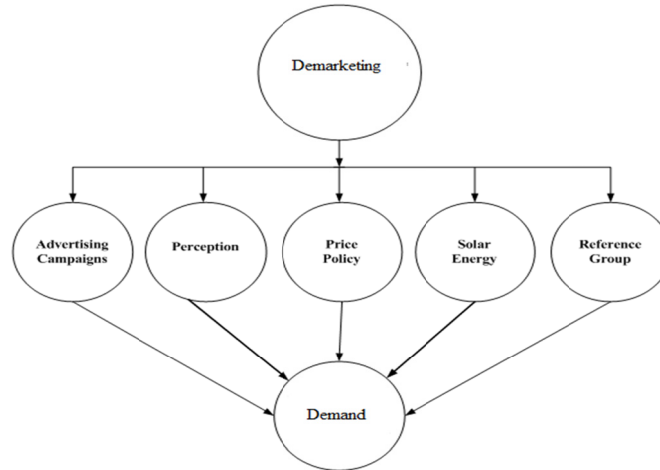 Demarketing
Advertising
Campaigns
Perception
Price
Policy
Solar
Energy
Reference
Group
Demand